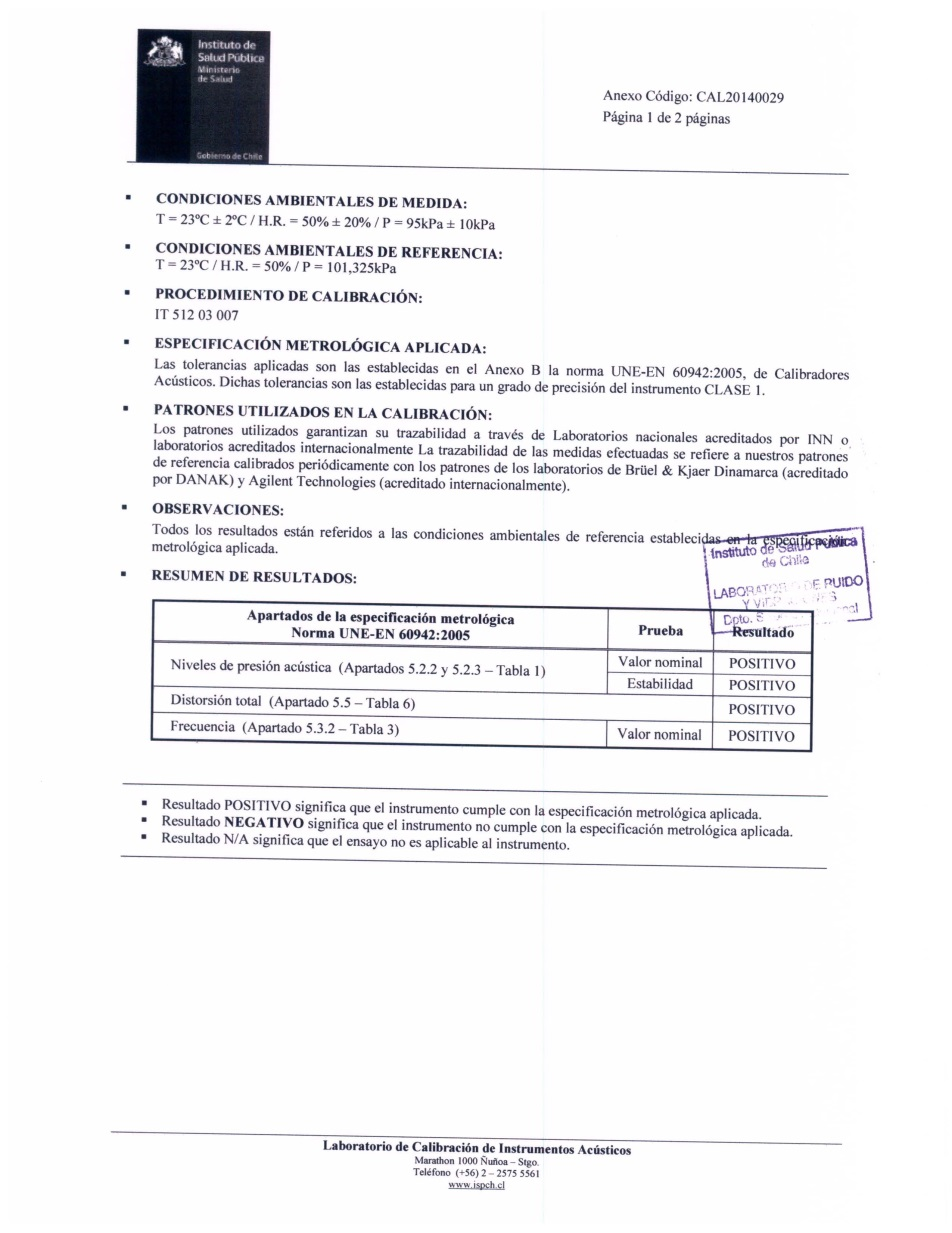 Instituto de
Salud Pública
Ministerio
de Salud
Gobierno de Chile
Anexo Código: CAL20140029
Página 1 de 2 páginas
▪ CONDICIONES AMBIENTALES DE MEDIDA:
T = 23ºC ± 2ºC / H.R. = 50% ± 20% / P = 95kPa ± 10kPa
▪ CONDICIONES AMBIENTALES DE REFERENCIA:
T = 23ºC / H.R. = 50% / P = 101,325kPa
▪ PROCEDIMIENTO DE CALIBRACIÓN:
IT 512 03 007
▪ ESPECIFICACIÓN METROLÓGICA APLICADA:
Las tolerancias aplicadas son las establecidas en el Anexo B la norma UNE-EN 60942:2005, de Calibradores
Acústicos. Dichas tolerancias son las establecidas para un grado de precisión del instrumento CLASE 1.
▪ PATRONES UTILIZADOS EN LA CALIBRACIÓN:
Los patrones utilizados garantizan su trazabilidad a través de Laboratorios nacionales acreditados por INN o
laboratorios acreditados internacionalmente La trazabilidad de las medidas efectuadas se refiere a nuestros patrones
de referencia calibrados periódicamente con los patrones de los laboratorios de Brüel & Kjaer Dinamarca (acreditado
por DANAK) y Agilent Technologies (acreditado internacionalmente).
▪ OBSERVACIONES:
Todos los resultados están referidos a las condiciones ambientales de referencia establecidas en la especificación
metrológica aplicada.
Instituto de Salud Pública
de Chile
DE RUIDO
Dpto.
▪ RESUMEN DE RESULTADOS:
Apartados de la especificación metrológica
Norma UNE-EN 60942:2005
Prueba
Resultado
Niveles de presión acústica (Apartados 5.2.2 y 5.2.3 – Tabla 1)
Valor nominal POSITIVO
Estabilidad POSITIVO
Distorsión total (Apartado 5.5 – Tabla 6) POSITIVO
Frecuencia (Apartado 5.3.2 – Tabla 3) Valor nominal POSITIVO
▪ Resultado POSITIVO significa que el instrumento cumple con la especificación metrológica aplicada.
▪ Resultado NEGATIVO significa que el instrumento no cumple con la especificación metrológica aplicada.
▪ Resultado N/A significa que el ensayo no es aplicable al instrumento.
Laboratorio de Calibración de Instrumentos Acústicos
Marathon 1000 Ñuñoa – Stgo.
Teléfono (+56) 2 – 2575 5561
www.ispch.cl